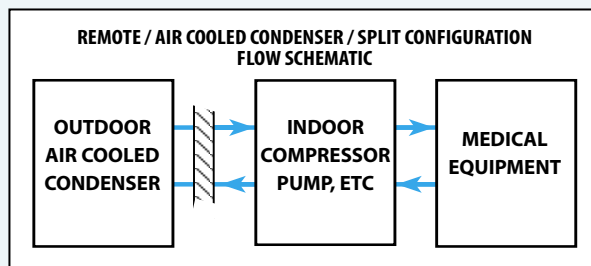 REMOTE / AIR COOLED CONDENSER / SPLIT CONFIGURATION
FLOW SCHEMATIC
OUTDOOR
AIR COOLED
CONDENSER
INDOOR
COMPRESSOR
PUMP, ETC
MEDICAL
EQUIPMENT